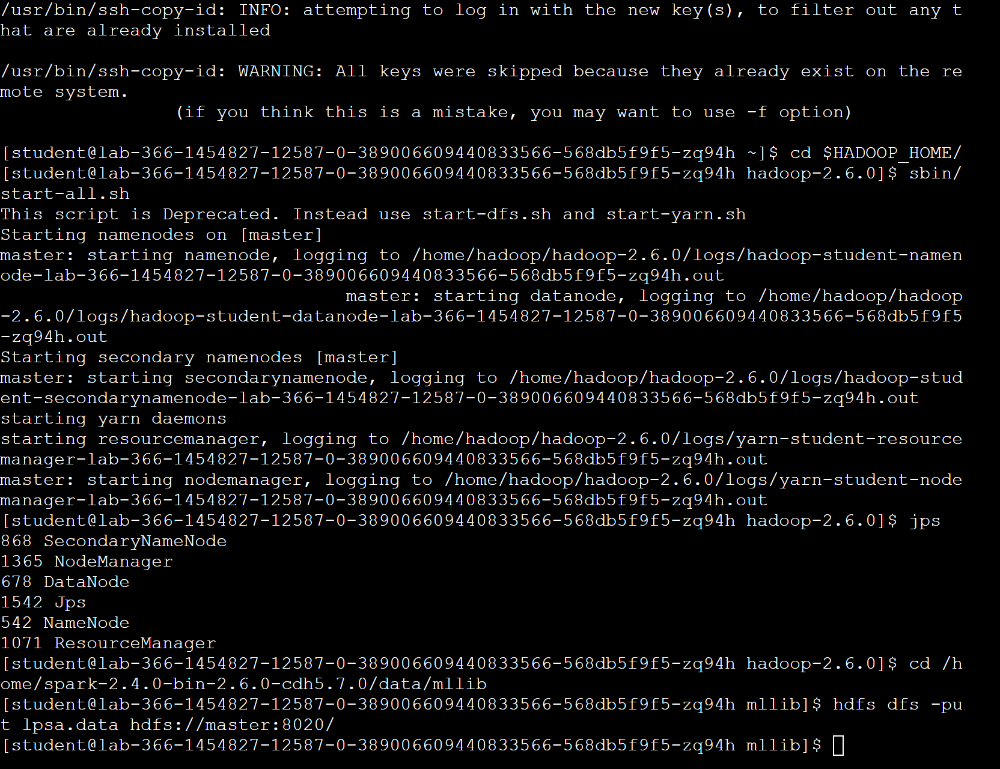 /usr/bin/ssh-copy-id: INFO: attempting to log in with the new key(s), to filter out any t
hat are already installed
/usr/bin/ssh-copy-id: WARNING: All keys were skipped because they already exist on the re
mote system.
(if you think this is a mistake, you may want to use -f option)
[student@lab-366-1454827-12587-0-389006609440833566-568db5f9f5-zq94h ~]$ cd $HADOOP_HOME/
[student@lab-366-1454827-12587-0-389006609440833566-568db5f9f5-zq94h hadoop-2.6.0]$ sbin/
start-all.sh
This script is Deprecated. Instead use start-dfs.sh and start-yarn.sh
Starting namenodes on [master]
master: starting namenode, logging to /home/hadoop/hadoop-2.6.0/logs/hadoop-student-namen
ode-lab-366-1454827-12587-0-389006609440833566-568db5f9f5-zq94h.out
master: starting datanode, logging to /home/hadoop/hadoop
-2.6.0/logs/hadoop-student-datanode-lab-366-1454827-12587-0-389006609440833566-568db5f9f5
-zq94h.out
Starting secondary namenodes [master]
master: starting secondarynamenode, logging to /home/hadoop/hadoop-2.6.0/logs/hadoop-stud
ent-secondarynamenode-lab-366-1454827-12587-0-389006609440833566-568db5f9f5-zq94h.out
starting yarn daemons
starting resourcemanager, logging to /home/hadoop/hadoop-2.6.0/logs/yarn-student-resource
manager-lab-366-1454827-12587-0-389006609440833566-568db5f9f5-zq94h.out
master: starting nodemanager, logging to /home/hadoop/hadoop-2.6.0/logs/yarn-student-node
manager-lab-366-1454827-12587-0-389006609440833566-568db5f9f5-zq94h.out
[student@lab-366-1454827-12587-0-389006609440833566-568db5f9f5-zq94h hadoop-2.6.0]$ jps
868 SecondaryNameNode
1365 NodeManager
678 DataNode
1542 Jps
542 NameNode
1071 ResourceManager
[student@lab-366-1454827-12587-0-389006609440833566-568db5f9f5-zq94h hadoop-2.6.0]$ cd /h
ome/spark-2.4.0-bin-2.6.0-cdh5.7.0/data/mllib
[student@lab-366-1454827-12587-0-389006609440833566-568db5f9f5-zq94h mllib]$ hdfs dfs -pu
t lpsa.data hdfs://master:8020/
[student@lab-366-1454827-12587-0-389006609440833566-568db5f9f5-zq94h mllib]$